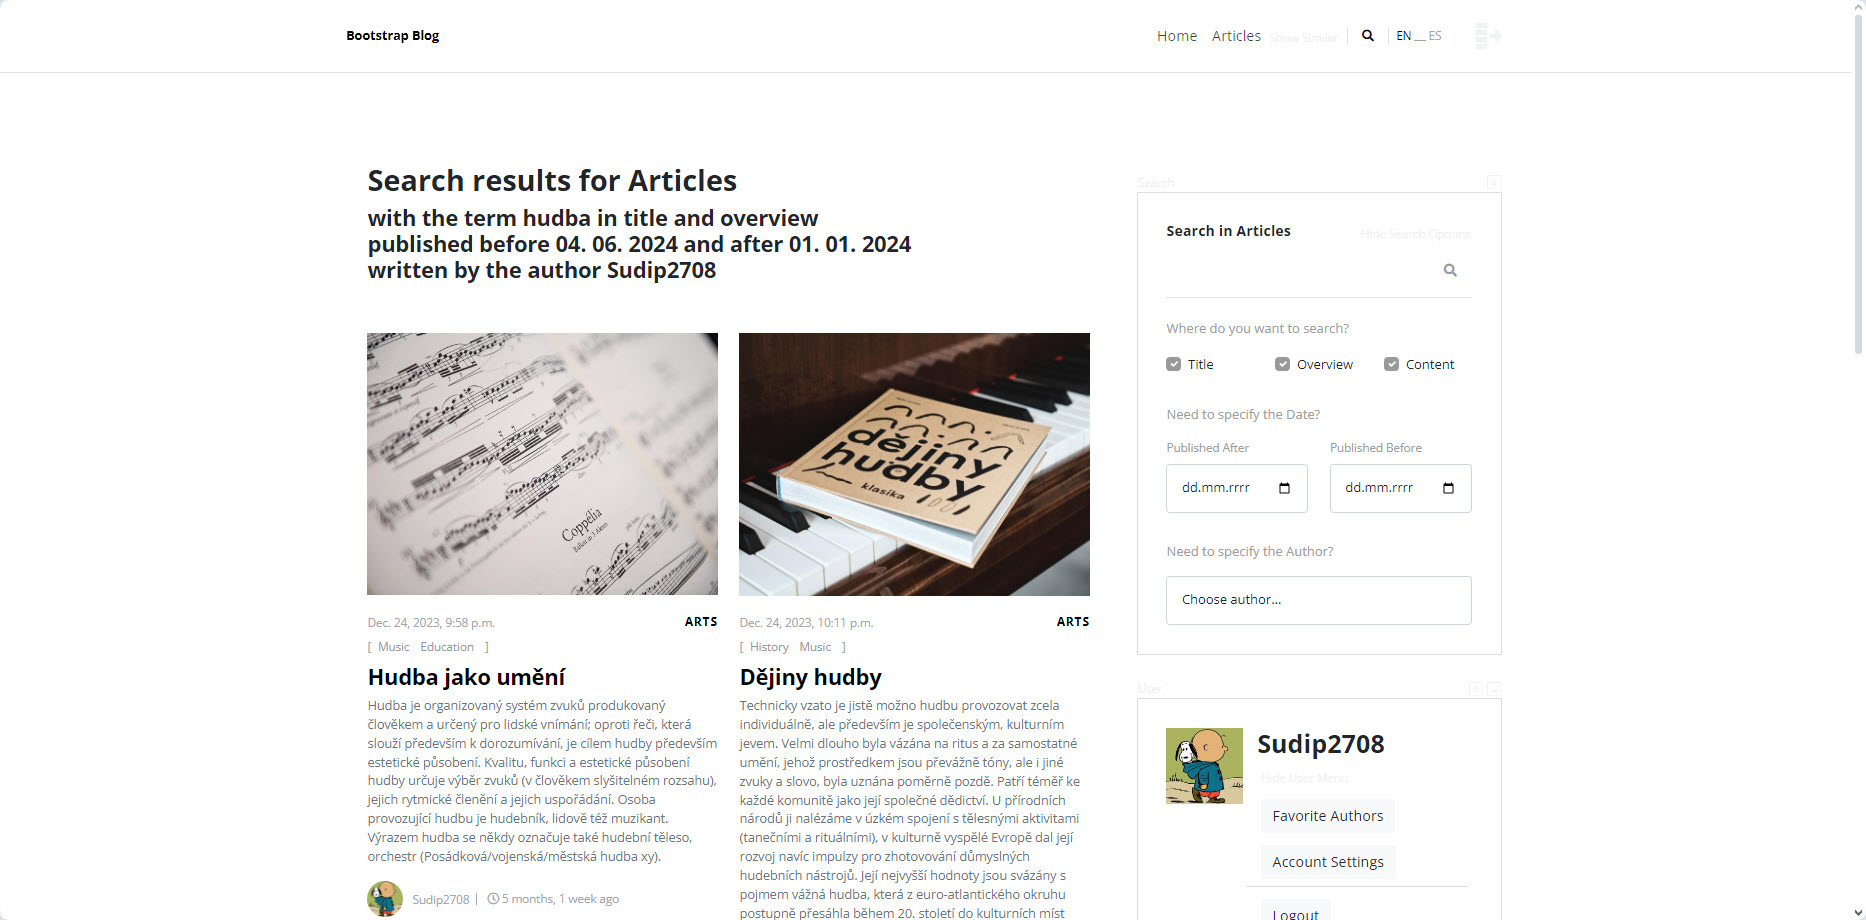 Bootstrap Blog
Home Articles Show Similar EN __ ES
Search results for Articles
with the term hudba in title and overview
published before 04. 06. 2024 and after 01. 01. 2024
written by the author Sudip2708
Coppélia
dějiny
hudby
klasika
Dec. 24, 2023, 9:58 p.m. ARTS
[ Music Education ]
Hudba jako umění
Hudba je organizovaný systém zvuků produkovaný
člověkem a určený pro lidské vnímání; oproti řeči, která
slouží především k dorozumívání, je cílem hudby především
estetické působení. Kvalitu, funkci a estetické působení
hudby určuje výběr zvuků (v člověkem slyšitelném rozsahu),
jejich rytmické členění a jejich uspořádání. Osoba
provozující hudbu je hudebník, lidově též muzikant.
Výrazem hudba se někdy označuje také hudební těleso,
orchestr (Posádková/vojenská/městská hudba xy).
Sudip2708 | 5 months, 1 week ago
Dec. 24, 2023, 10:11 p.m. ARTS
[ History Music ]
Dějiny hudby
Technicky vzato je jistě možno hudbu provozovat zcela
individuálně, ale především je společenským, kulturním
jevem. Velmi dlouho byla vázána na ritus a za samostatné
umění, jehož prostředkem jsou převážně tóny, ale i jiné
zvuky a slovo, byla uznána poměrně pozdě. Patří téměř ke
každé komunitě jako její společné dědictví. U přírodních
národů ji nalézáme v úzkém spojení s tělesnými aktivitami
(tanečními a rituálními), v kulturně vyspělé Evropě dal její
rozvoj navíc impulzy pro zhotovování důmyslných
hudebních nástrojů. Její nejvyšší hodnoty jsou svázány s
pojmem vážná hudba, která z euro-atlantického okruhu
postupně přesáhla během 20. století do kulturních míst
Search
Search in Articles Hide Search Options
Where do you want to search?
Title Overview Content
Need to specify the Date?
Published After Published Before
dd.mm.rrrr dd.mm.rrrr
Need to specify the Author?
Choose author...
User
Sudip2708
Hide User Menu
Favorite Authors
Account Settings
Logout